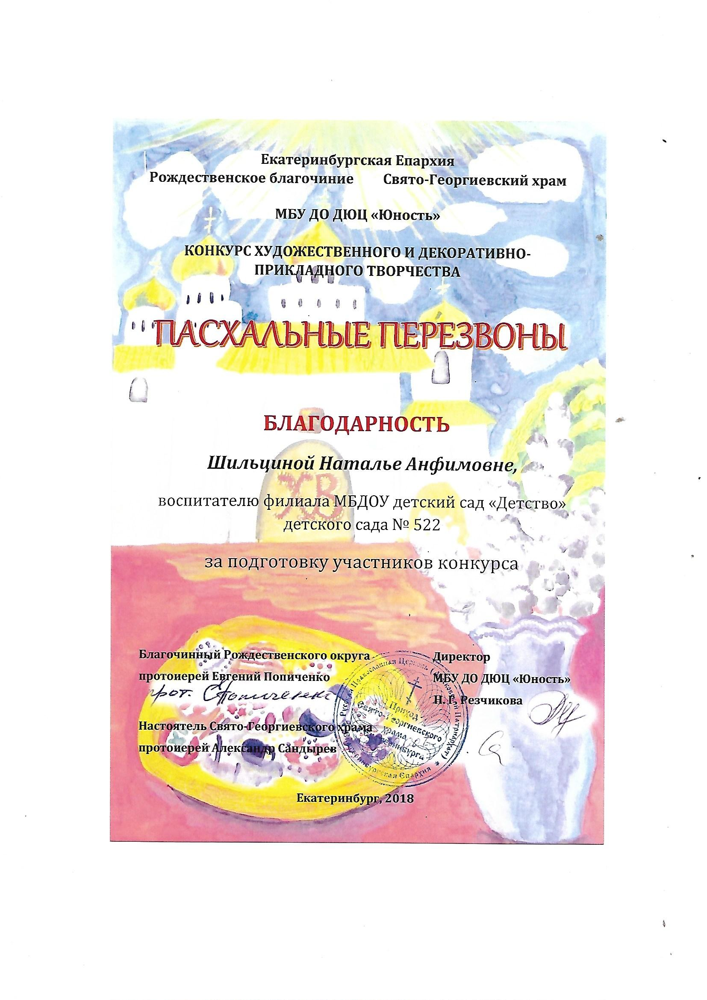 Екатеринбургская Епархия
Рождественское благочиние Свято-Георгиевский храм
МБУ ДО ДЮЦ «Юность»
КОНКУРС ХУДОЖЕСТВЕННОГО И ДЕКОРАТИВНО-
ПРИКЛАДНОГО ТВОРЧЕСТВА
ПАСХАЛЬНЫЕ ПЕРЕЗВОНЫ
БЛАГОДАРНОСТЬ
Шильциной Наталье Анфимовне,
ХВ
воспитателю филиала МБДОУ детский сад «Детство»
детского сада № 522
за подготовку участников конкурса
Благочинный Рождественского округа
протоиерей Евгений Попиченко
прот. Попиченко
Настоятель Свято-Георгиевского храма
протоиерей Александр Сандырев
Директор
МБУ ДО ДЮЦ «Юность»
Н. Г. Резчикова
Русская Православная Церковь (Московский Патриархат)
Екатеринбургская Епархия
Приход
Свято-Георгиевского
храма г.
Екатеринбурга
Екатеринбург, 2018